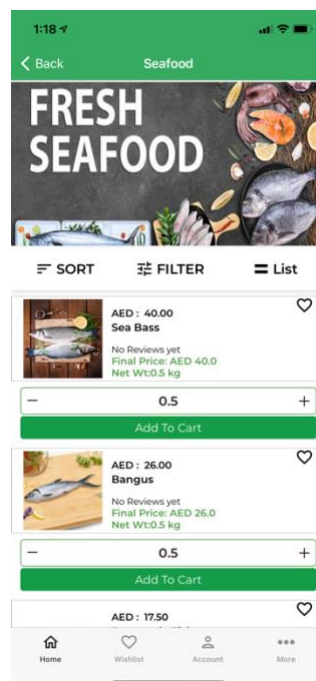 1:18
Back
Seafood
FRESH
SEAFOOD
SORT
FILTER
List
AED : 40.00
Sea Bass
No Reviews yet
Final Price: AED 40.0
Net Wt:0.5 kg
− 0.5 +
Add To Cart
AED : 26.00
Bangus
No Reviews yet
Final Price: AED 26.0
Net Wt:0.5 kg
− 0.5 +
Add To Cart
AED : 17.50
Home
Wishlist
Account
More